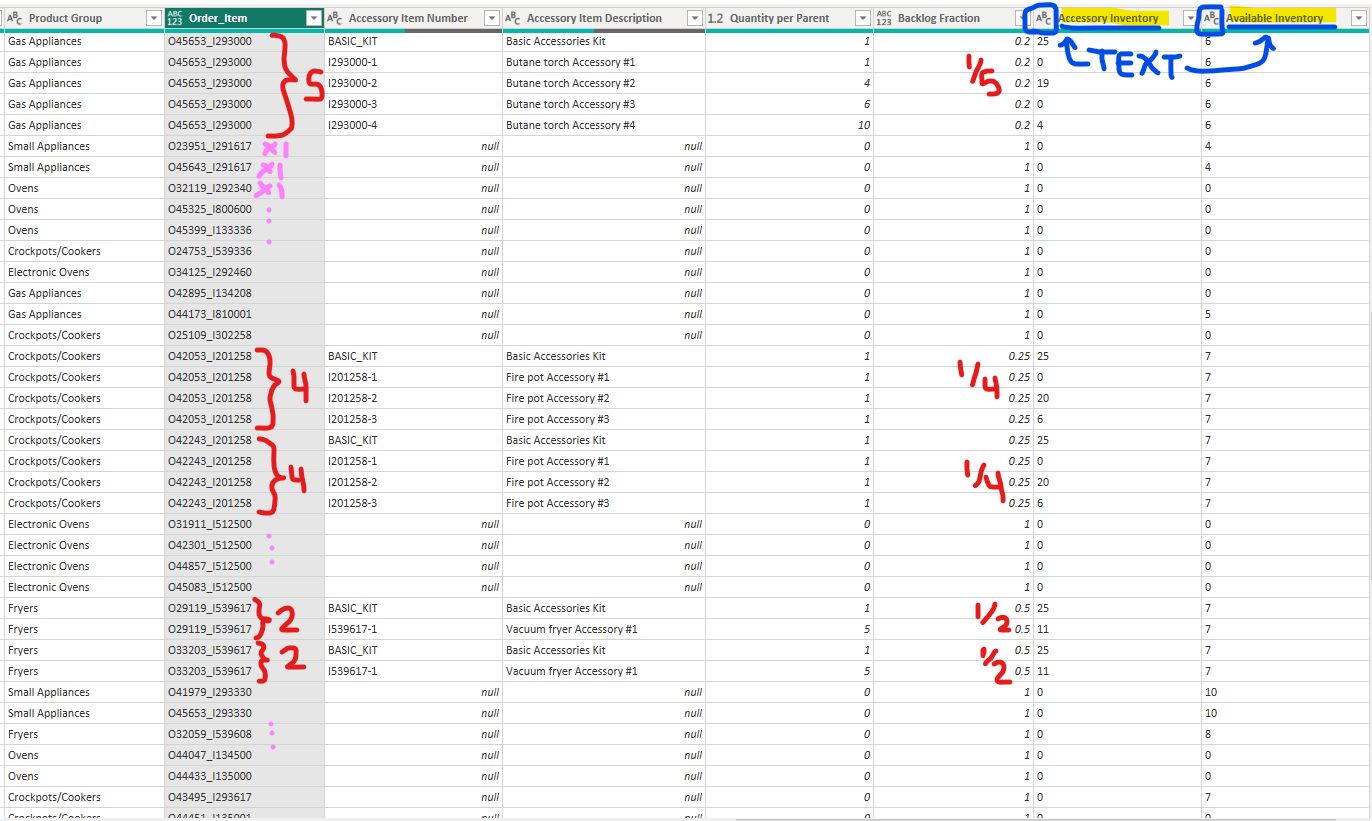 ABC Product Group ABC 123 Order_Item ABC Accessory Item Number ABC Accessory Item Description 1.2 Quantity per Parent ABC 123 Backlog Fraction ABC Accessory Inventory ABC Available Inventory
Gas Appliances O45653_I293000 BASIC_KIT Basic Accessories Kit 1 0.2 25 6
TEXT
Gas Appliances O45653_I293000 I293000-1 Butane torch Accessory #1 1 0.2 0 6
5 1/5
Gas Appliances O45653_I293000 I293000-2 Butane torch Accessory #2 4 0.2 19 6
Gas Appliances O45653_I293000 I293000-3 Butane torch Accessory #3 6 0.2 0 6
Gas Appliances O45653_I293000 I293000-4 Butane torch Accessory #4 10 0.2 4 6
Small Appliances O23951_I291617 x1 null null 0 1 0 4
Small Appliances O45643_I291617 x1 null null 0 1 0 4
Ovens O32119_I292340 x1 null null 0 1 0 0
Ovens O45325_I800600 null null 0 1 0 0
Ovens O45399_I133336 null null 0 1 0 0
Crockpots/Cookers O24753_I539336 null null 0 1 0 0
Electronic Ovens O34125_I292460 null null 0 1 0 0
Gas Appliances O42895_I134208 null null 0 1 0 0
Gas Appliances O44173_I810001 null null 0 1 0 5
Crockpots/Cookers O25109_I302258 null null 0 1 0 0
Crockpots/Cookers O42053_I201258 BASIC_KIT Basic Accessories Kit 1 0.25 25 7
Crockpots/Cookers O42053_I201258 I201258-1 Fire pot Accessory #1 1 0.25 0 7
4 1/4
Crockpots/Cookers O42053_I201258 I201258-2 Fire pot Accessory #2 1 0.25 20 7
Crockpots/Cookers O42053_I201258 I201258-3 Fire pot Accessory #3 1 0.25 6 7
Crockpots/Cookers O42243_I201258 BASIC_KIT Basic Accessories Kit 1 0.25 25 7
Crockpots/Cookers O42243_I201258 I201258-1 Fire pot Accessory #1 1 0.25 0 7
4 1/4
Crockpots/Cookers O42243_I201258 I201258-2 Fire pot Accessory #2 1 0.25 20 7
Crockpots/Cookers O42243_I201258 I201258-3 Fire pot Accessory #3 1 0.25 6 7
Electronic Ovens O31911_I512500 null null 0 1 0 0
Electronic Ovens O42301_I512500 null null 0 1 0 0
Electronic Ovens O44857_I512500 null null 0 1 0 0
Electronic Ovens O45083_I512500 null null 0 1 0 0
Fryers O29119_I539617 BASIC_KIT Basic Accessories Kit 1 0.5 25 7
2 1/2
Fryers O29119_I539617 I539617-1 Vacuum fryer Accessory #1 5 0.5 11 7
Fryers O33203_I539617 BASIC_KIT Basic Accessories Kit 1 0.5 25 7
2 1/2
Fryers O33203_I539617 I539617-1 Vacuum fryer Accessory #1 5 0.5 11 7
Small Appliances O41979_I293330 null null 0 1 0 10
Small Appliances O45653_I293330 null null 0 1 0 10
Fryers O32059_I539608 null null 0 1 0 8
Ovens O44047_I134500 null null 0 1 0 0
Ovens O44433_I135000 null null 0 1 0 0
Crockpots/Cookers O43495_I293617 null null 0 1 0 7
Crockpots/Cookers O44451_I135001 null null 0 1 0 0